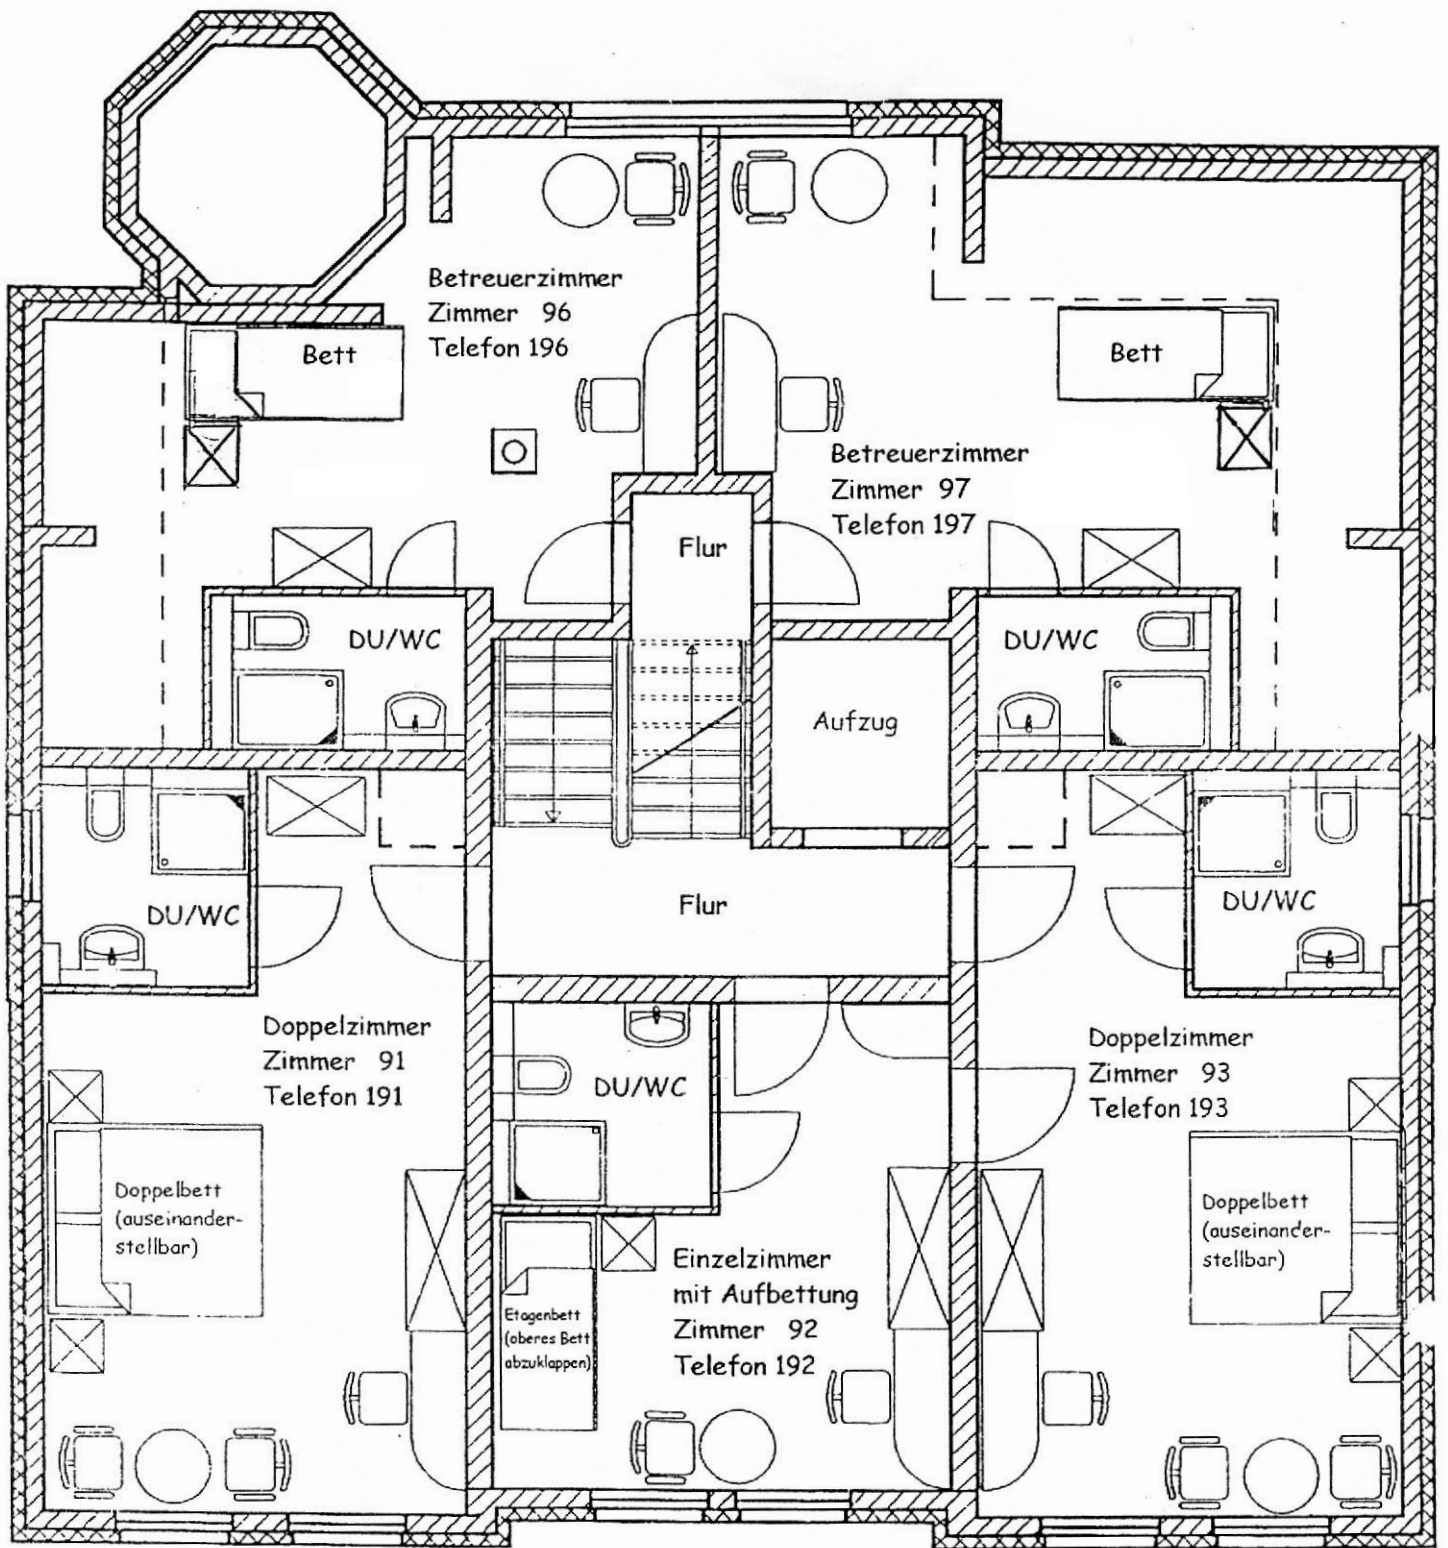 Betreuerzimmer
Zimmer 96
Telefon 196
Bett
Bett
Betreuerzimmer
Zimmer 97
Telefon 197
Flur
DU/WC
DU/WC
Aufzug
DU/WC
Flur
DU/WC
Doppelzimmer
Zimmer 91
Telefon 191
DU/WC
Doppelzimmer
Zimmer 93
Telefon 193
Doppelbett
(auseinander-
stellbar)
Doppelbett
(auseinander-
stellbar)
Einzelzimmer
mit Aufbettung
Zimmer 92
Telefon 192
Etagenbett
(oberes Bett
abzuklappen)